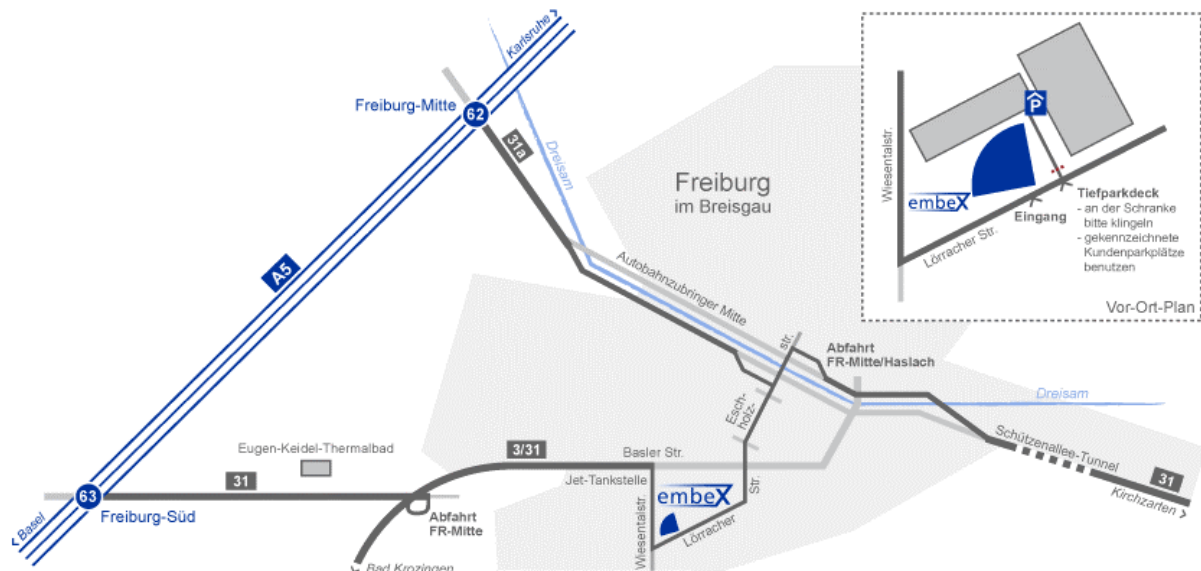 Karlsruhe >
Freiburg-Mitte
62
31a
Dreisam
A5
Freiburg
im Breisgau
Autobahnzubringer Mitte
str.
Abfahrt
FR-Mitte/Haslach
Esch-
holz-
Str.
Dreisam
Schützenallee-Tunnel
31
Kirchzarten >
Eugen-Keidel-Thermalbad
3/31
Basler Str.
Jet-Tankstelle
31
63
Freiburg-Süd
< Basel
Abfahrt
FR-Mitte
embex
Wiesentalstr.
Lörracher
Bad Krozingen
Wiesentalstr.
P
embex
Eingang
Lörracher Str.
Tiefparkdeck
- an der Schranke
bitte klingeln
- gekennzeichnete
Kundenparkplätze
benutzen
Vor-Ort-Plan